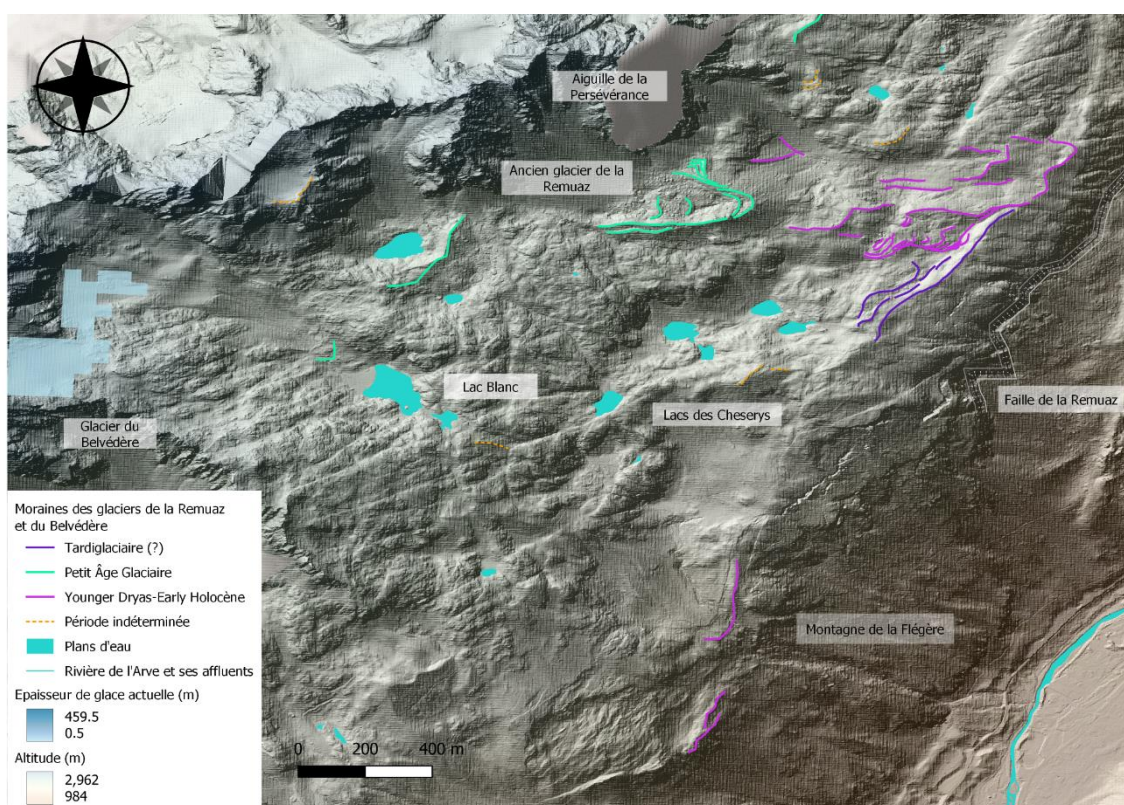 Aiguille de la
Persévérance
Ancien glacier de la
Remuaz
Lac Blanc
Lacs des Cheserys
Faille de la Remuaz
Glacier du
Belvédère
Montagne de la Flégère
Moraines des glaciers de la Remuaz
et du Belvédère
Tardiglaciaire (?)
Petit Âge Glaciaire
Younger Dryas-Early Holocène
Période indéterminée
Plans d'eau
Rivière de l'Arve et ses affluents
Epaisseur de glace actuelle (m)
459.5
0.5
Altitude (m)
2,962
984
0 200 400 m